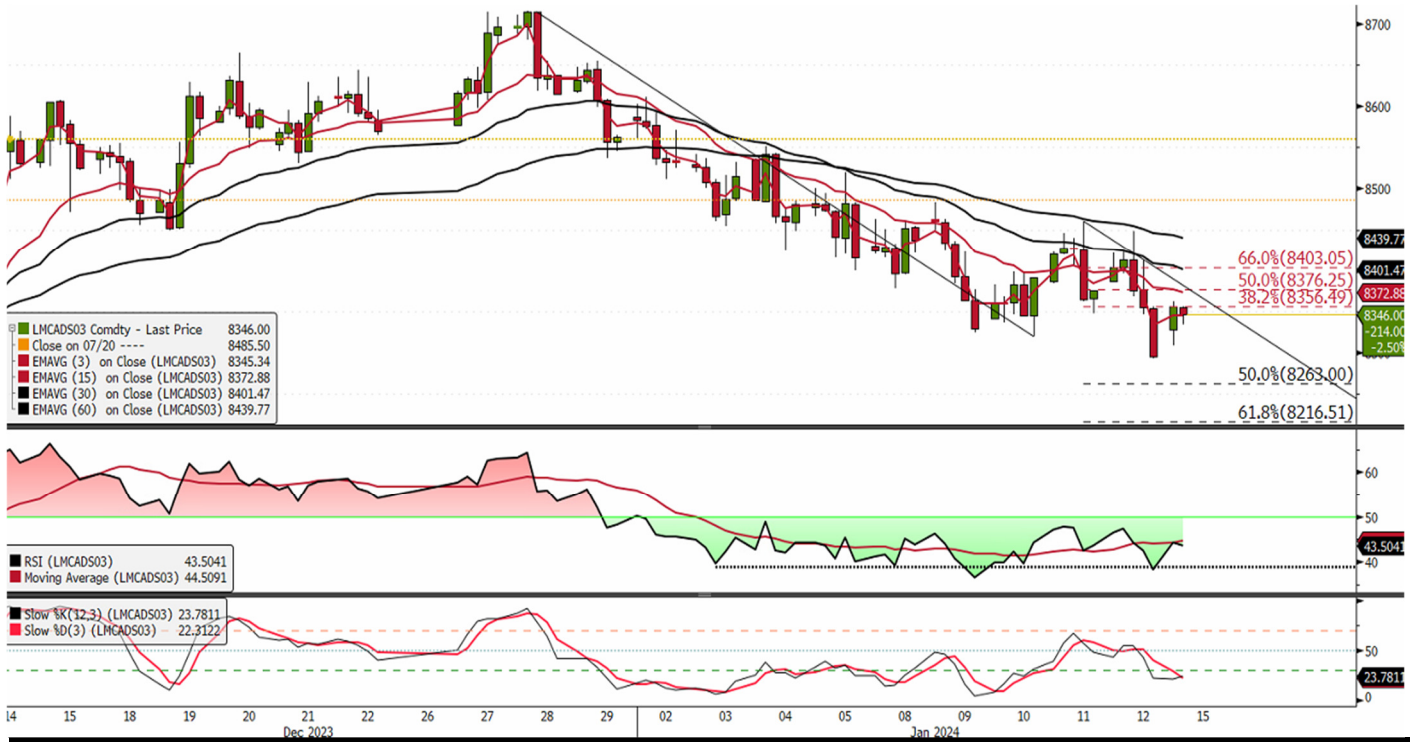 8700
8600
8500
8439.77
66.0%(8403.05)
8401.47
50.0%(8376.25)
8372.88
38.2%(8356.49)
8346.00
-214.00
-2.50%
50.0%(8263.00)
61.8%(8216.51)
LMCADS03 Comdty - Last Price 8346.00
Close on 07/20 ---- 8485.50
EMAVG (3) on Close (LMCADS03) 8345.34
EMAVG (15) on Close (LMCADS03) 8372.88
EMAVG (30) on Close (LMCADS03) 8401.47
EMAVG (60) on Close (LMCADS03) 8439.77
60
50
43.5041
40
RSI (LMCADS03) 43.5041
Moving Average (LMCADS03) 44.5091
Slow %K(12,3) (LMCADS03) 23.7811
Slow %D(3) (LMCADS03) 22.3122
50
23.7811
0
14 15 18 19 20 21 22 26 27 28 29 02 03 04 05 08 09 10 11 12 15
Dec 2023 Jan 2024